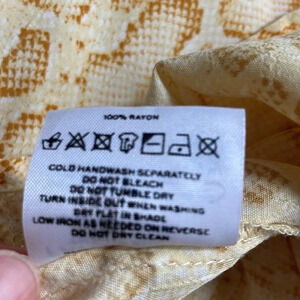 100% RAYON
COLD HANDWASH SEPARATELY
DO NOT BLEACH
DO NOT TUMBLE DRY
TURN INSIDE OUT WHEN WASHING
DRY FLAT IN SHADE
LOW IRON AS NEEDED ON REVERSE
DO NOT DRY CLEAN